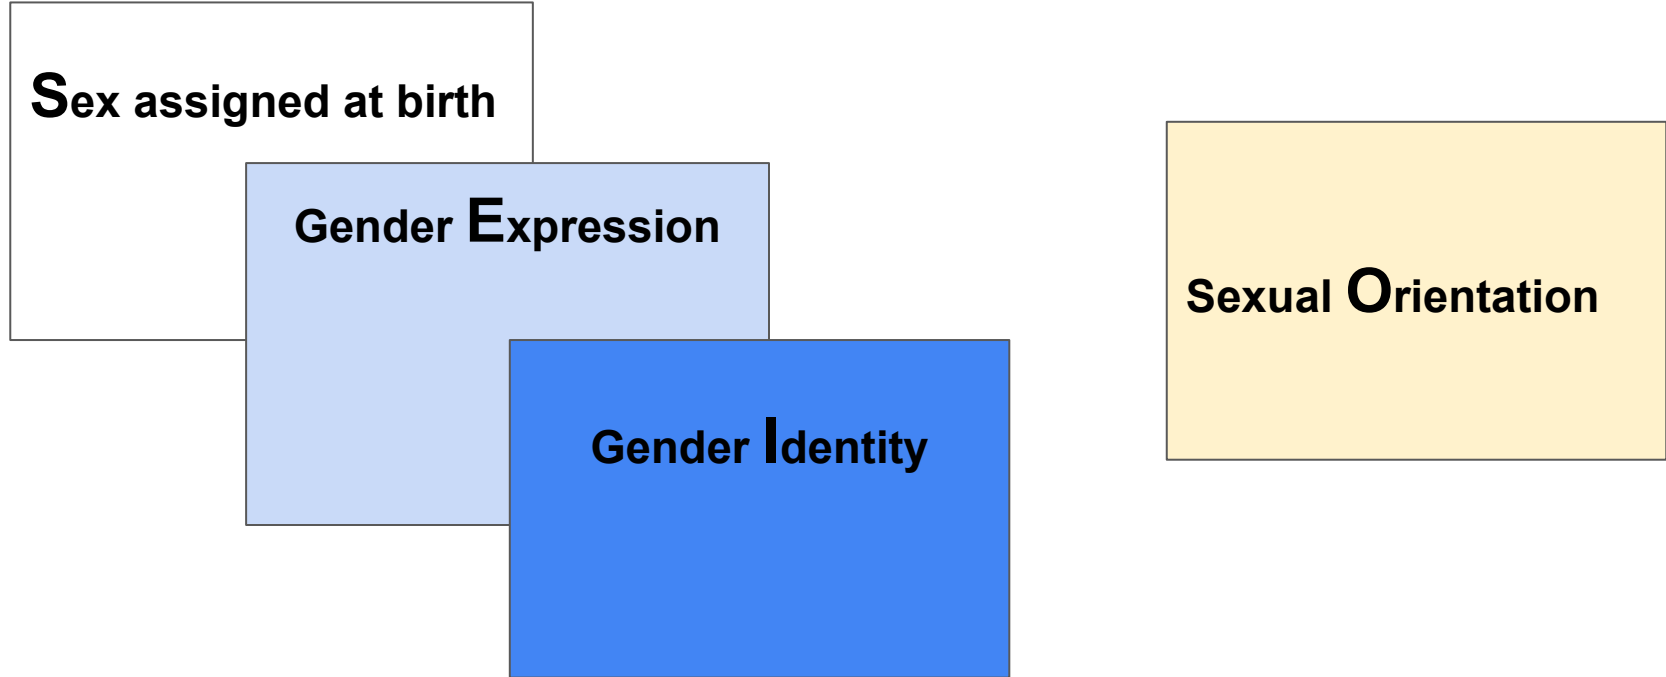 Sex assigned at birth
Gender Expression
Sexual Orientation
Gender Identity